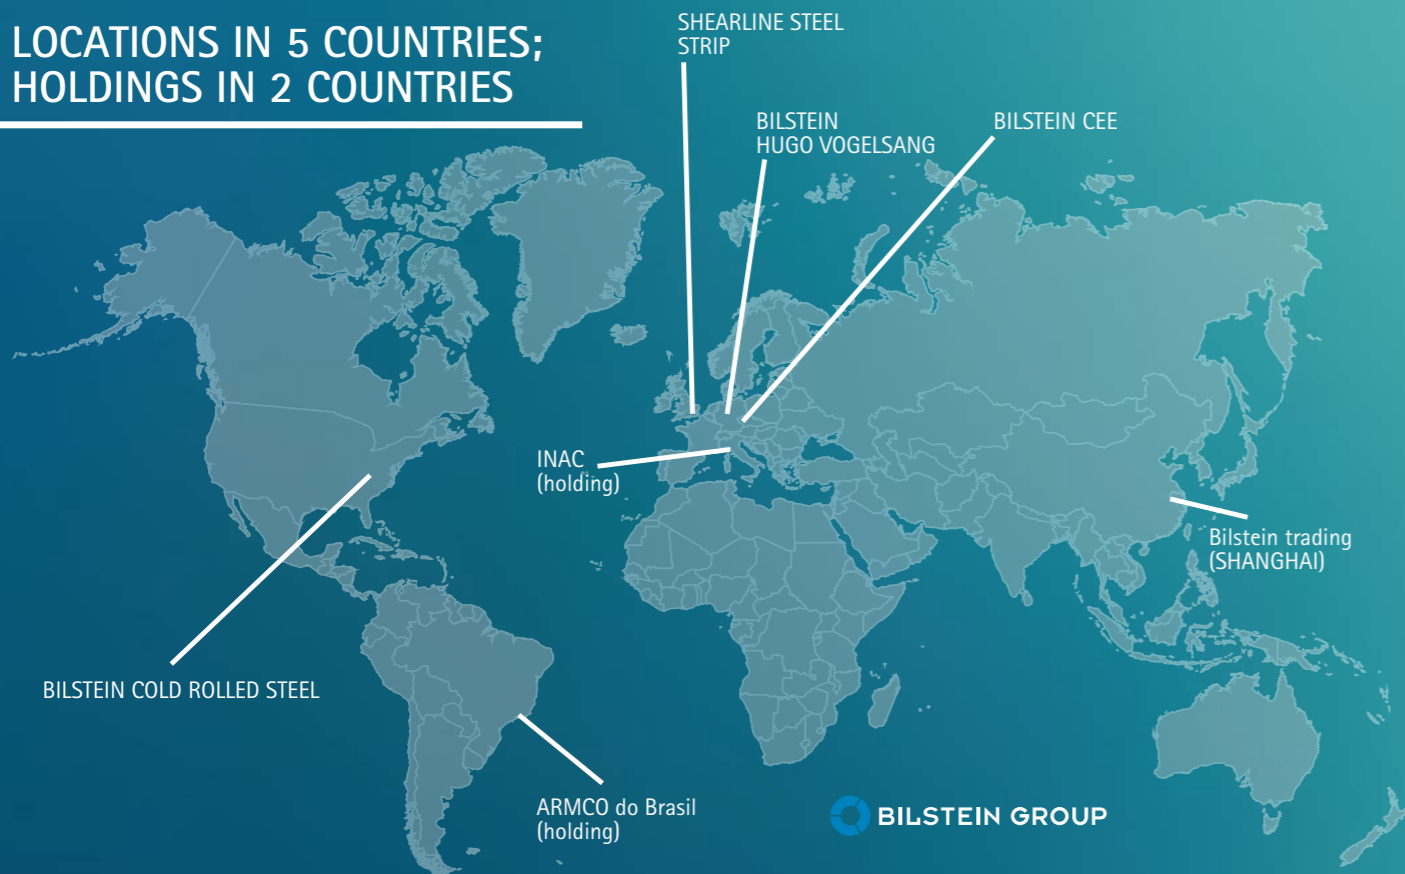 LOCATIONS IN 5 COUNTRIES;
HOLDINGS IN 2 COUNTRIES
SHEARLINE STEEL
STRIP
BILSTEIN
HUGO VOGELSANG
BILSTEIN CEE
INAC
(holding)
Bilstein trading
(SHANGHAI)
BILSTEIN COLD ROLLED STEEL
ARMCO do Brasil
(holding)
BILSTEIN GROUP